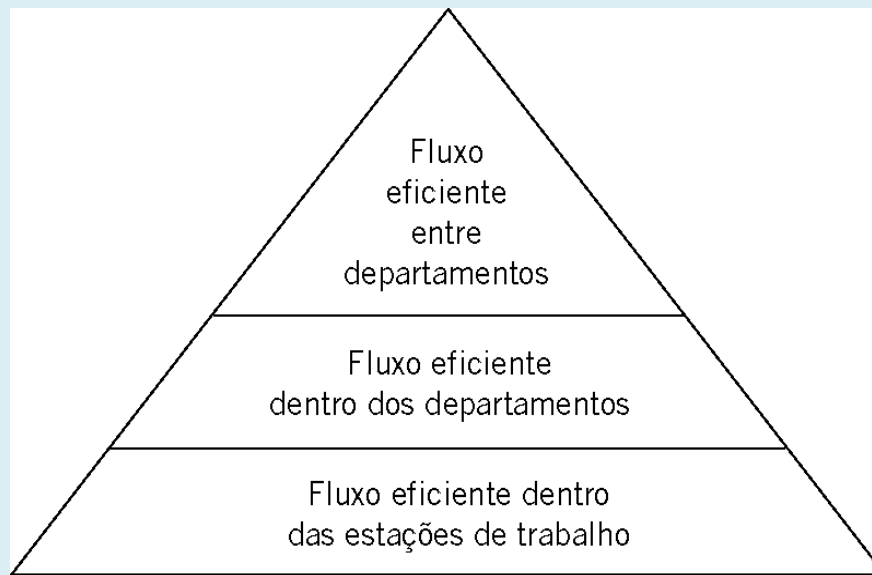 Fluxo
eficiente
entre
departamentos
Fluxo eficiente
dentro dos departamentos
Fluxo eficiente dentro
das estações de trabalho